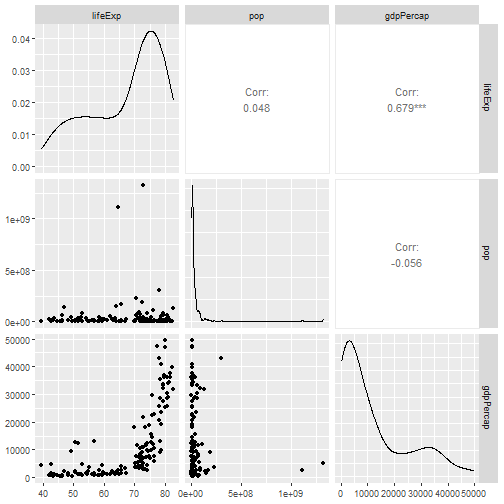 lifeExp pop gdpPercap
0.04
0.03
0.02
0.01
0.00
Corr:
0.048
Corr:
0.679***
lifeExp
1e+09
5e+08
0e+00
Corr:
-0.056
pop
50000
40000
30000
20000
10000
0
gdpPercap
40 50 60 70 80 0e+00 5e+08 1e+09 0 10000 20000 30000 40000 50000